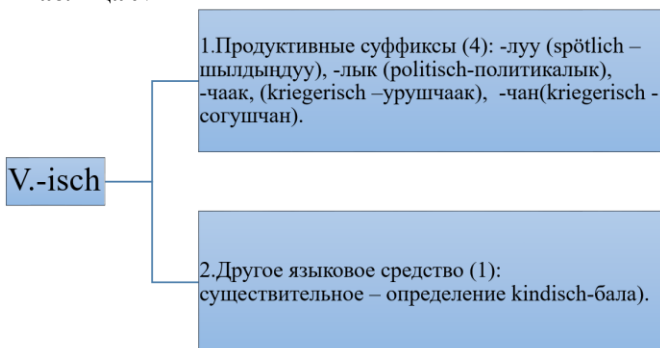 V.-isch
1.Продуктивные суффиксы (4): -луу (spötlich –
шылдыңдуу), -лык (politisch-политикалык),
-чаак, (kriegerisch –урушчаак), -чан(kriegerisch -
согушчан).
2.Другое языковое средство (1):
существительное – определение kindisch-бала).